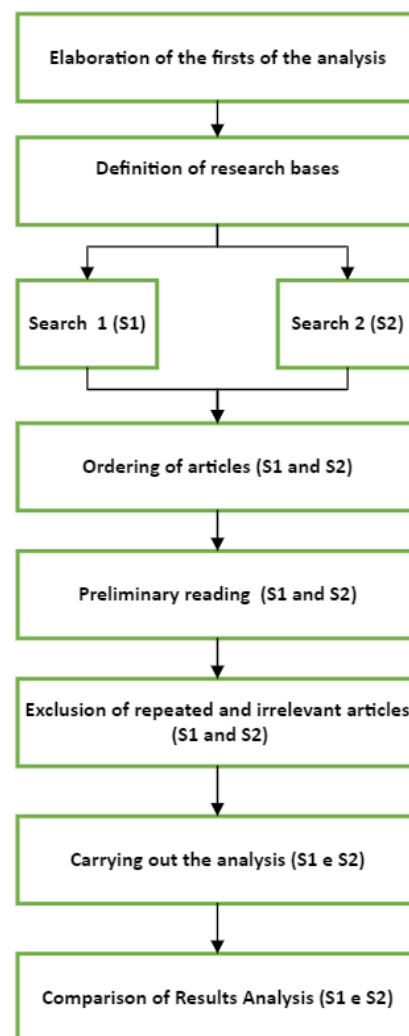 Elaboration of the firsts of the analysis
Definition of research bases
Search 1 (S1)
Search 2 (S2)
Ordering of articles (S1 and S2)
Preliminary reading (S1 and S2)
Exclusion of repeated and irrelevant articles
(S1 and S2)
Carrying out the analysis (S1 e S2)
Comparison of Results Analysis (S1 e S2)